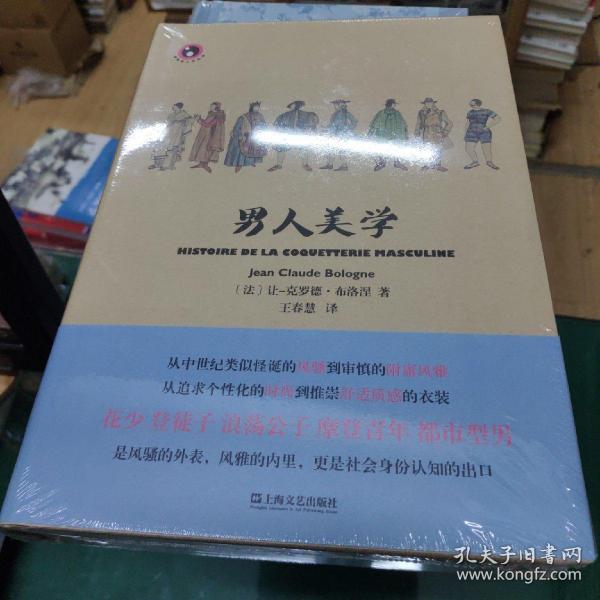 男人美学
HISTOIRE DE LA COQUETTERIE MASCULINE
Jean Claude Bologne
〔法〕让-克罗德·布洛涅 著
王春慧 译
从中世纪类似怪诞的风骚到审慎的附庸风雅
从追求个性化的时尚到推崇舒适质感的衣装
花少 登徒子 浪荡公子 摩登青年 都市型男
是风骚的外表，风雅的内里，更是社会身份认知的出口
上海文艺出版社
孔夫子旧书网
www.kongfz.com